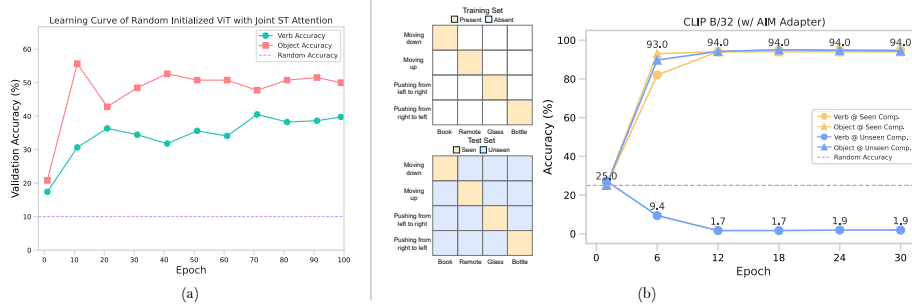 Learning Curve of Random Initialized ViT with Joint ST Attention
Verb Accuracy
Object Accuracy
Random Accuracy
Validation Accuracy (%)
60
50
40
30
20
10
0
0 10 20 30 40 50 60 70 80 90 100
Epoch
(a)
Training Set
Present Absent
Moving down
Moving up
Pushing from left to right
Pushing from right to left
Book Remote Glass Bottle
Test Set
Seen Unseen
Moving down
Moving up
Pushing from left to right
Pushing from right to left
Book Remote Glass Bottle
CLIP B/32 (w/ AIM Adapter)
Accuracy (%)
100
80
60
40
20
0
93.0 94.0 94.0 94.0 94.0
25.0
9.4 1.7 1.7 1.9 1.9
Verb @ Seen Comp.
Object @ Seen Comp.
Verb @ Unseen Comp.
Object @ Unseen Comp.
Random Accuracy
0 6 12 18 24 30
Epoch
(b)